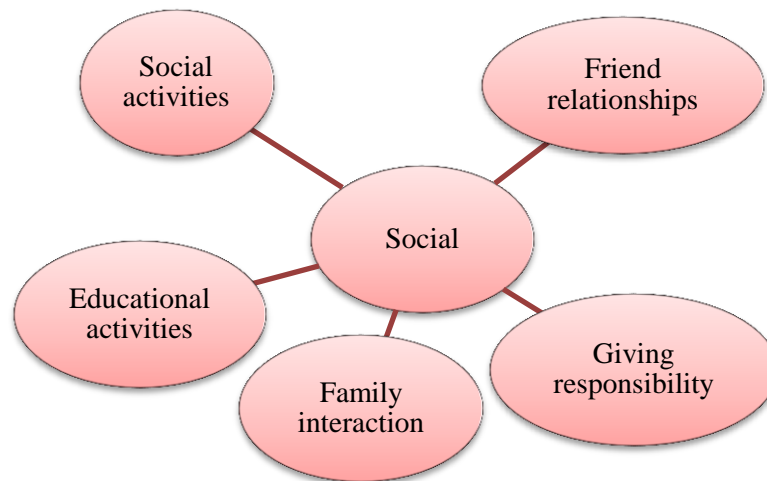 Social
activities
Friend
relationships
Social
Educational
activities
Family
interaction
Giving
responsibility